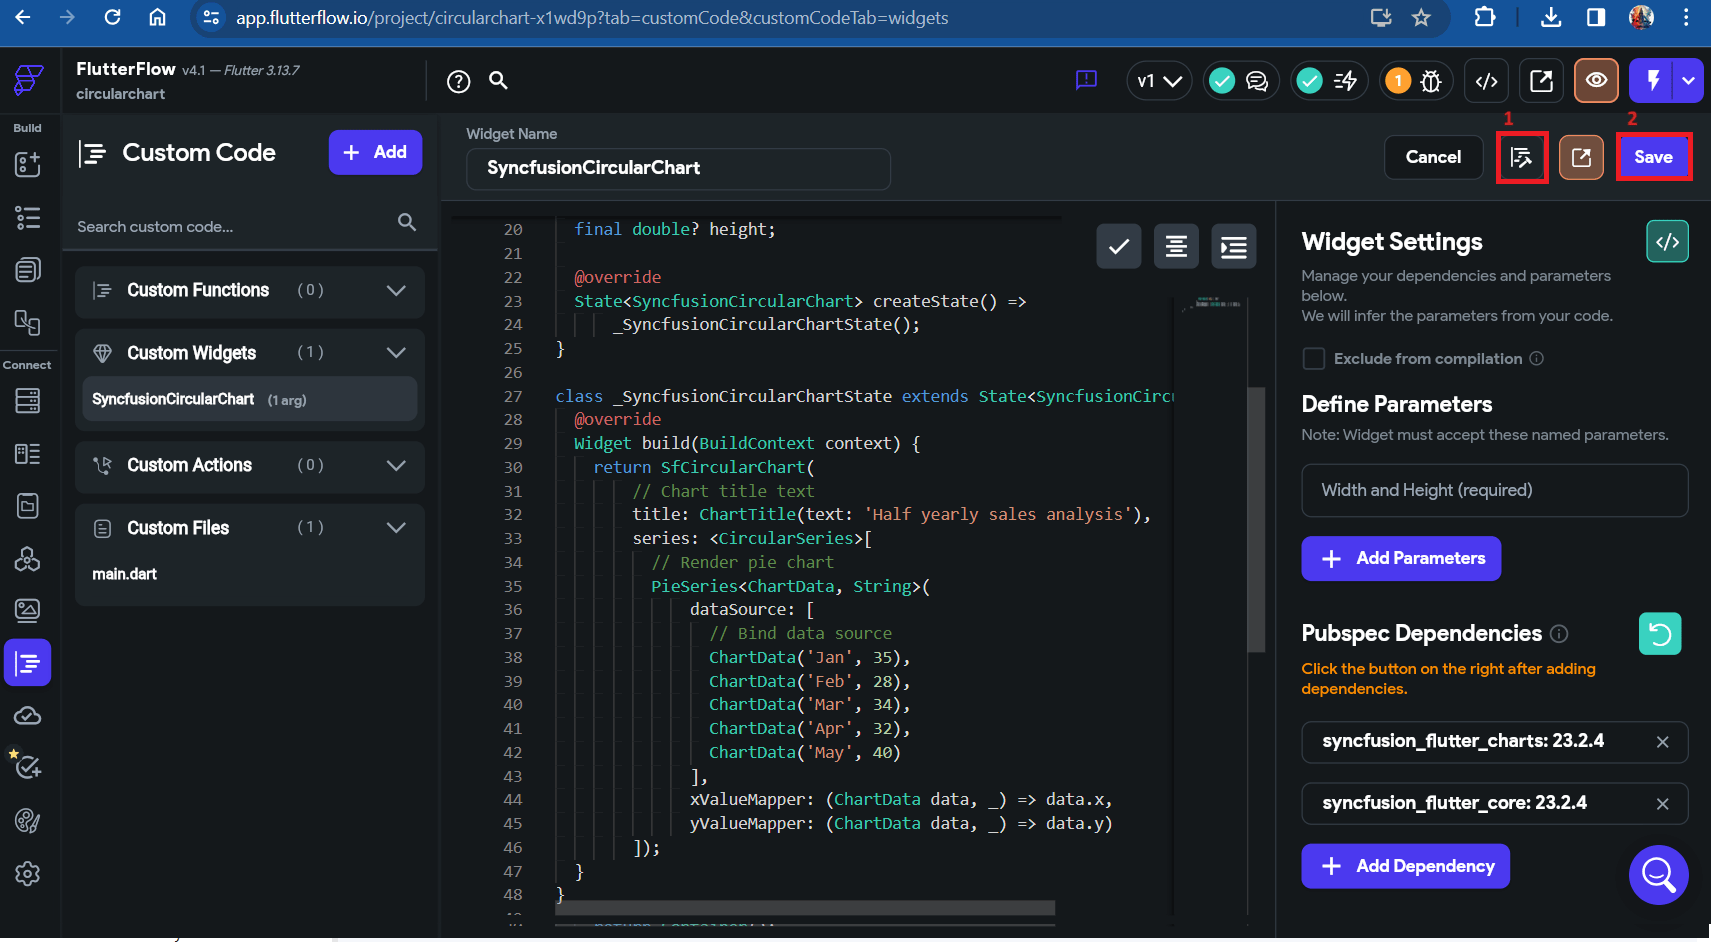 app.flutterflow.io/project/circularchart-x1wd9p?tab=customCode&customCodeTab=widgets
FlutterFlow v4.1 — Flutter 3.13.7
circularchart
v1
1
1
2
Build
Custom Code
+ Add
Search custom code...
Custom Functions ( 0 )
Custom Widgets ( 1 )
SyncfusionCircularChart (1 arg)
Custom Actions ( 0 )
Custom Files ( 1 )
main.dart
Connect
Widget Name
SyncfusionCircularChart
Cancel
Save
20 final double? height;
21
22 @override
23 State<SyncfusionCircularChart> createState() =>
24 _SyncfusionCircularChartState();
25 }
26
27 class _SyncfusionCircularChartState extends State<SyncfusionCircu
28 @override
29 Widget build(BuildContext context) {
30 return SfCircularChart(
31 // Chart title text
32 title: ChartTitle(text: 'Half yearly sales analysis'),
33 series: <CircularSeries>[
34 // Render pie chart
35 PieSeries<ChartData, String>(
36 dataSource: [
37 // Bind data source
38 ChartData('Jan', 35),
39 ChartData('Feb', 28),
40 ChartData('Mar', 34),
41 ChartData('Apr', 32),
42 ChartData('May', 40)
43 ],
44 xValueMapper: (ChartData data, _) => data.x,
45 yValueMapper: (ChartData data, _) => data.y)
46 ]);
47 }
48 }
Widget Settings
Manage your dependencies and parameters
below.
We will infer the parameters from your code.
Exclude from compilation
Define Parameters
Note: Widget must accept these named parameters.
Width and Height (required)
+ Add Parameters
Pubspec Dependencies
Click the button on the right after adding
dependencies.
syncfusion_flutter_charts: 23.2.4
syncfusion_flutter_core: 23.2.4
+ Add Dependency